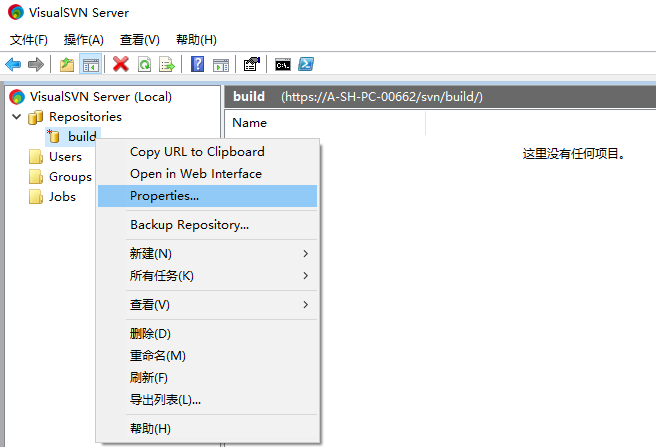 VisualSVN Server
文件(F) 操作(A) 查看(V) 帮助(H)
VisualSVN Server (Local)
Repositories
build
Users
Groups
Jobs
build (https://A-SH-PC-00662/svn/build/)
Name
这里没有任何项目。
Copy URL to Clipboard
Open in Web Interface
Properties...
Backup Repository...
新建(N)
所有任务(K)
查看(V)
删除(D)
重命名(M)
刷新(F)
导出列表(L)...
帮助(H)